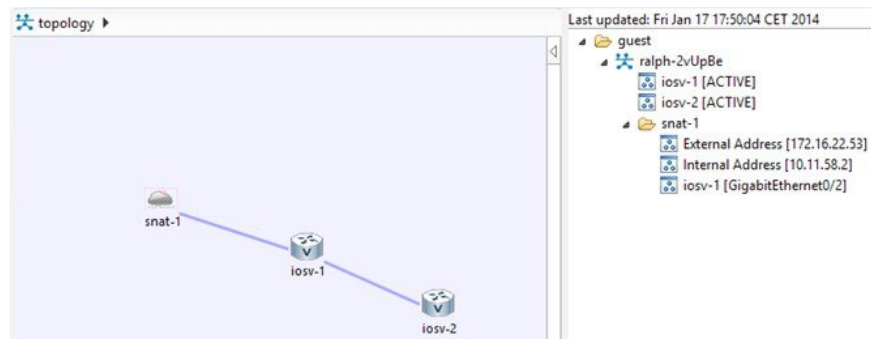 topology
snat-1
iosv-1
iosv-2
Last updated: Fri Jan 17 17:50:04 CET 2014
guest
ralph-2vUpBe
iosv-1 [ACTIVE]
iosv-2 [ACTIVE]
snat-1
External Address [172.16.22.53]
Internal Address [10.11.58.2]
iosv-1 [GigabitEthernet0/2]